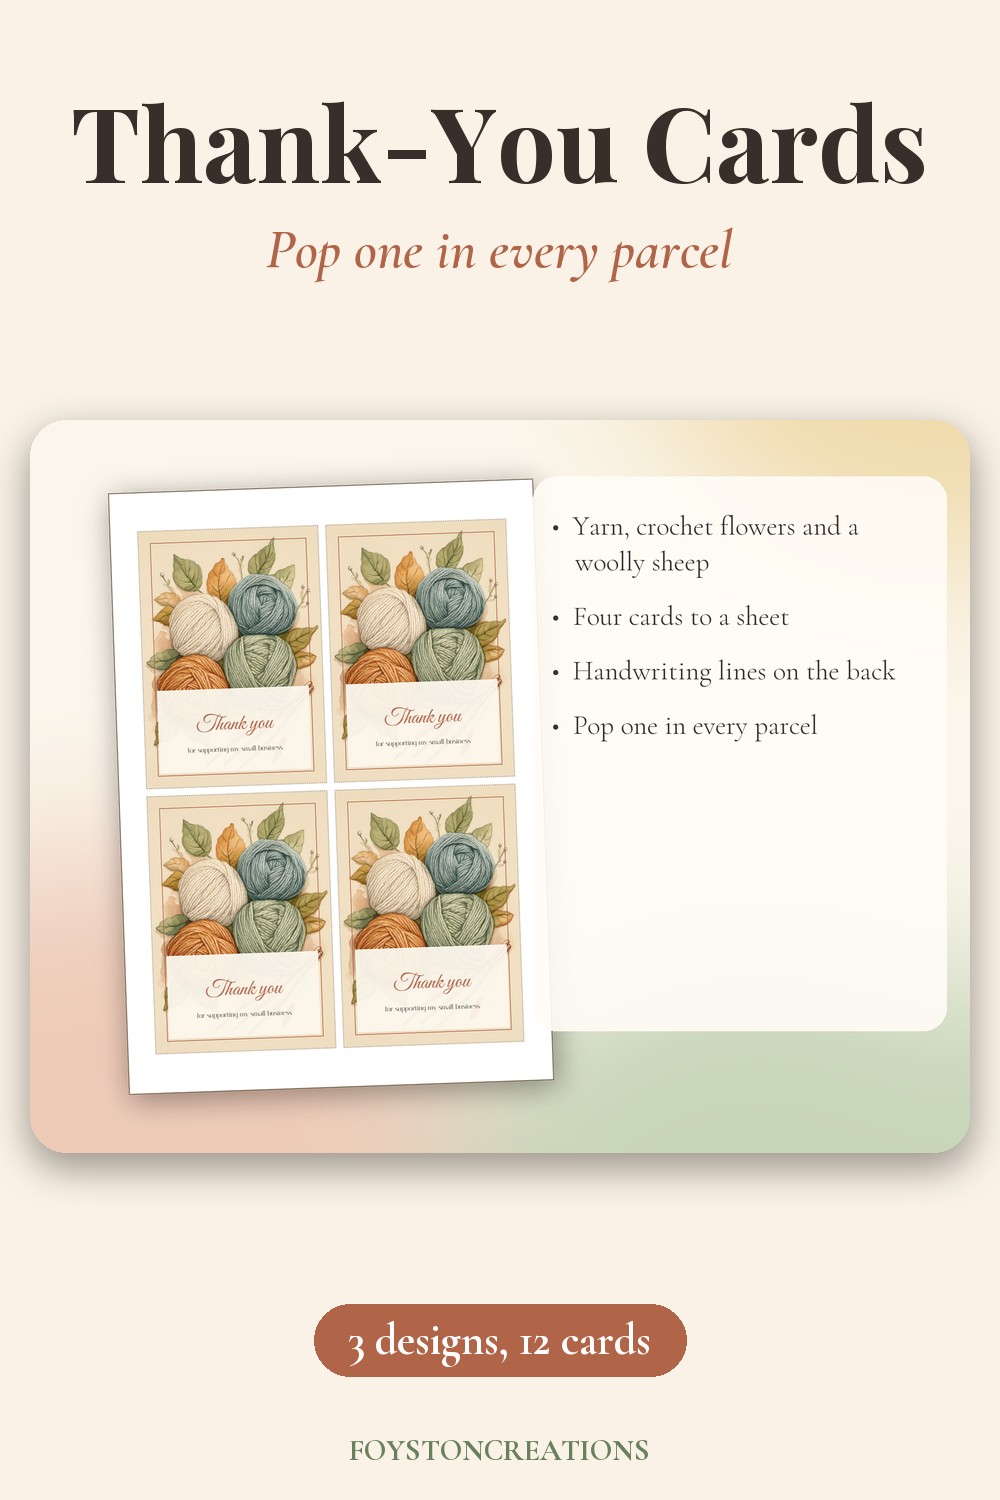 Thank-You Cards
Pop one in every parcel
Thank you
for supporting my small business
Thank you
for supporting my small business
Thank you
for supporting my small business
Thank you
for supporting my small business
• Yarn, crochet flowers and a
woolly sheep
• Four cards to a sheet
• Handwriting lines on the back
• Pop one in every parcel
3 designs, 12 cards
FOYSTONCREATIONS